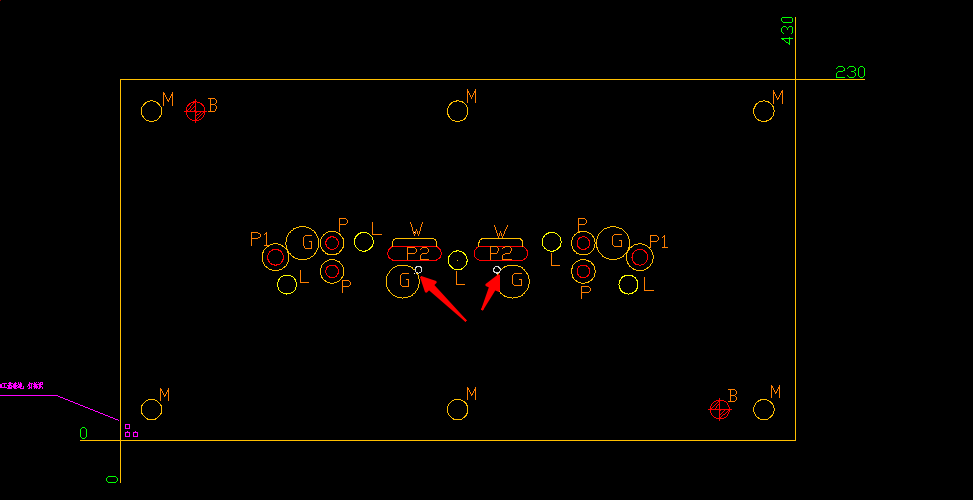 430
230
M B M M
P1 G P L W W P G P1
P2 P2
L P G L G L P L
M M B M
0
0